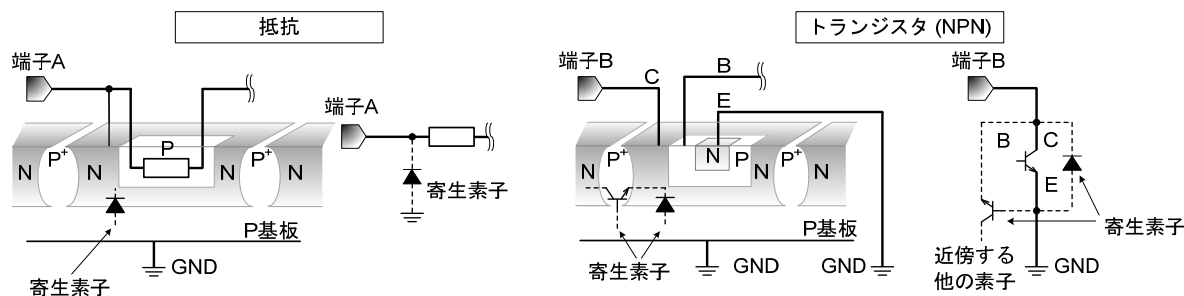 抵抗
トランジスタ (NPN)
端子A
端子A
N
P+
N
P
P+
N
寄生素子
P基板
GND
寄生素子
端子B
C
B
E
N
P+
N
N
P
P+
N
P基板
GND
GND
寄生素子
端子B
B
C
E
寄生素子
近傍する
他の素子
GND